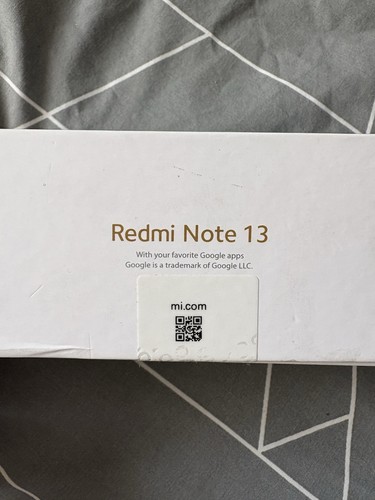 Redmi Note 13
With your favorite Google apps
Google is a trademark of Google LLC.
mi.com